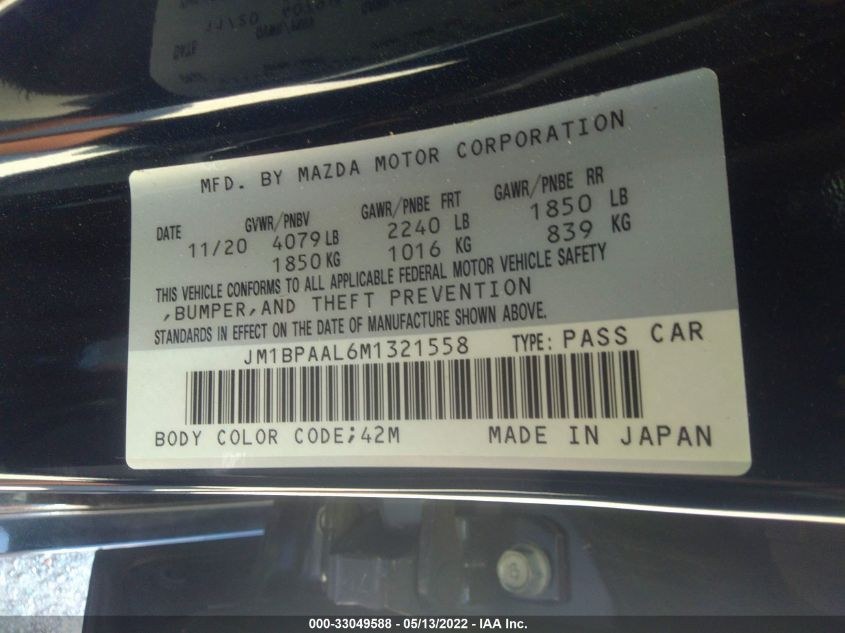 MFD. BY MAZDA MOTOR CORPORATION
DATE GVWR/PNBV GAWR/PNBE FRT GAWR/PNBE RR
11/20 4079 LB 2240 LB 1850 LB
1850 KG 1016 KG 839 KG
THIS VEHICLE CONFORMS TO ALL APPLICABLE FEDERAL MOTOR VEHICLE SAFETY
,BUMPER,AND THEFT PREVENTION
STANDARDS IN EFFECT ON THE DATE OF MANUFACTURE SHOWN ABOVE.
JM1BPAAL6M1321558 TYPE: PASS CAR
BODY COLOR CODE;42M MADE IN JAPAN
000-33049588 - 05/13/2022 - IAA Inc.